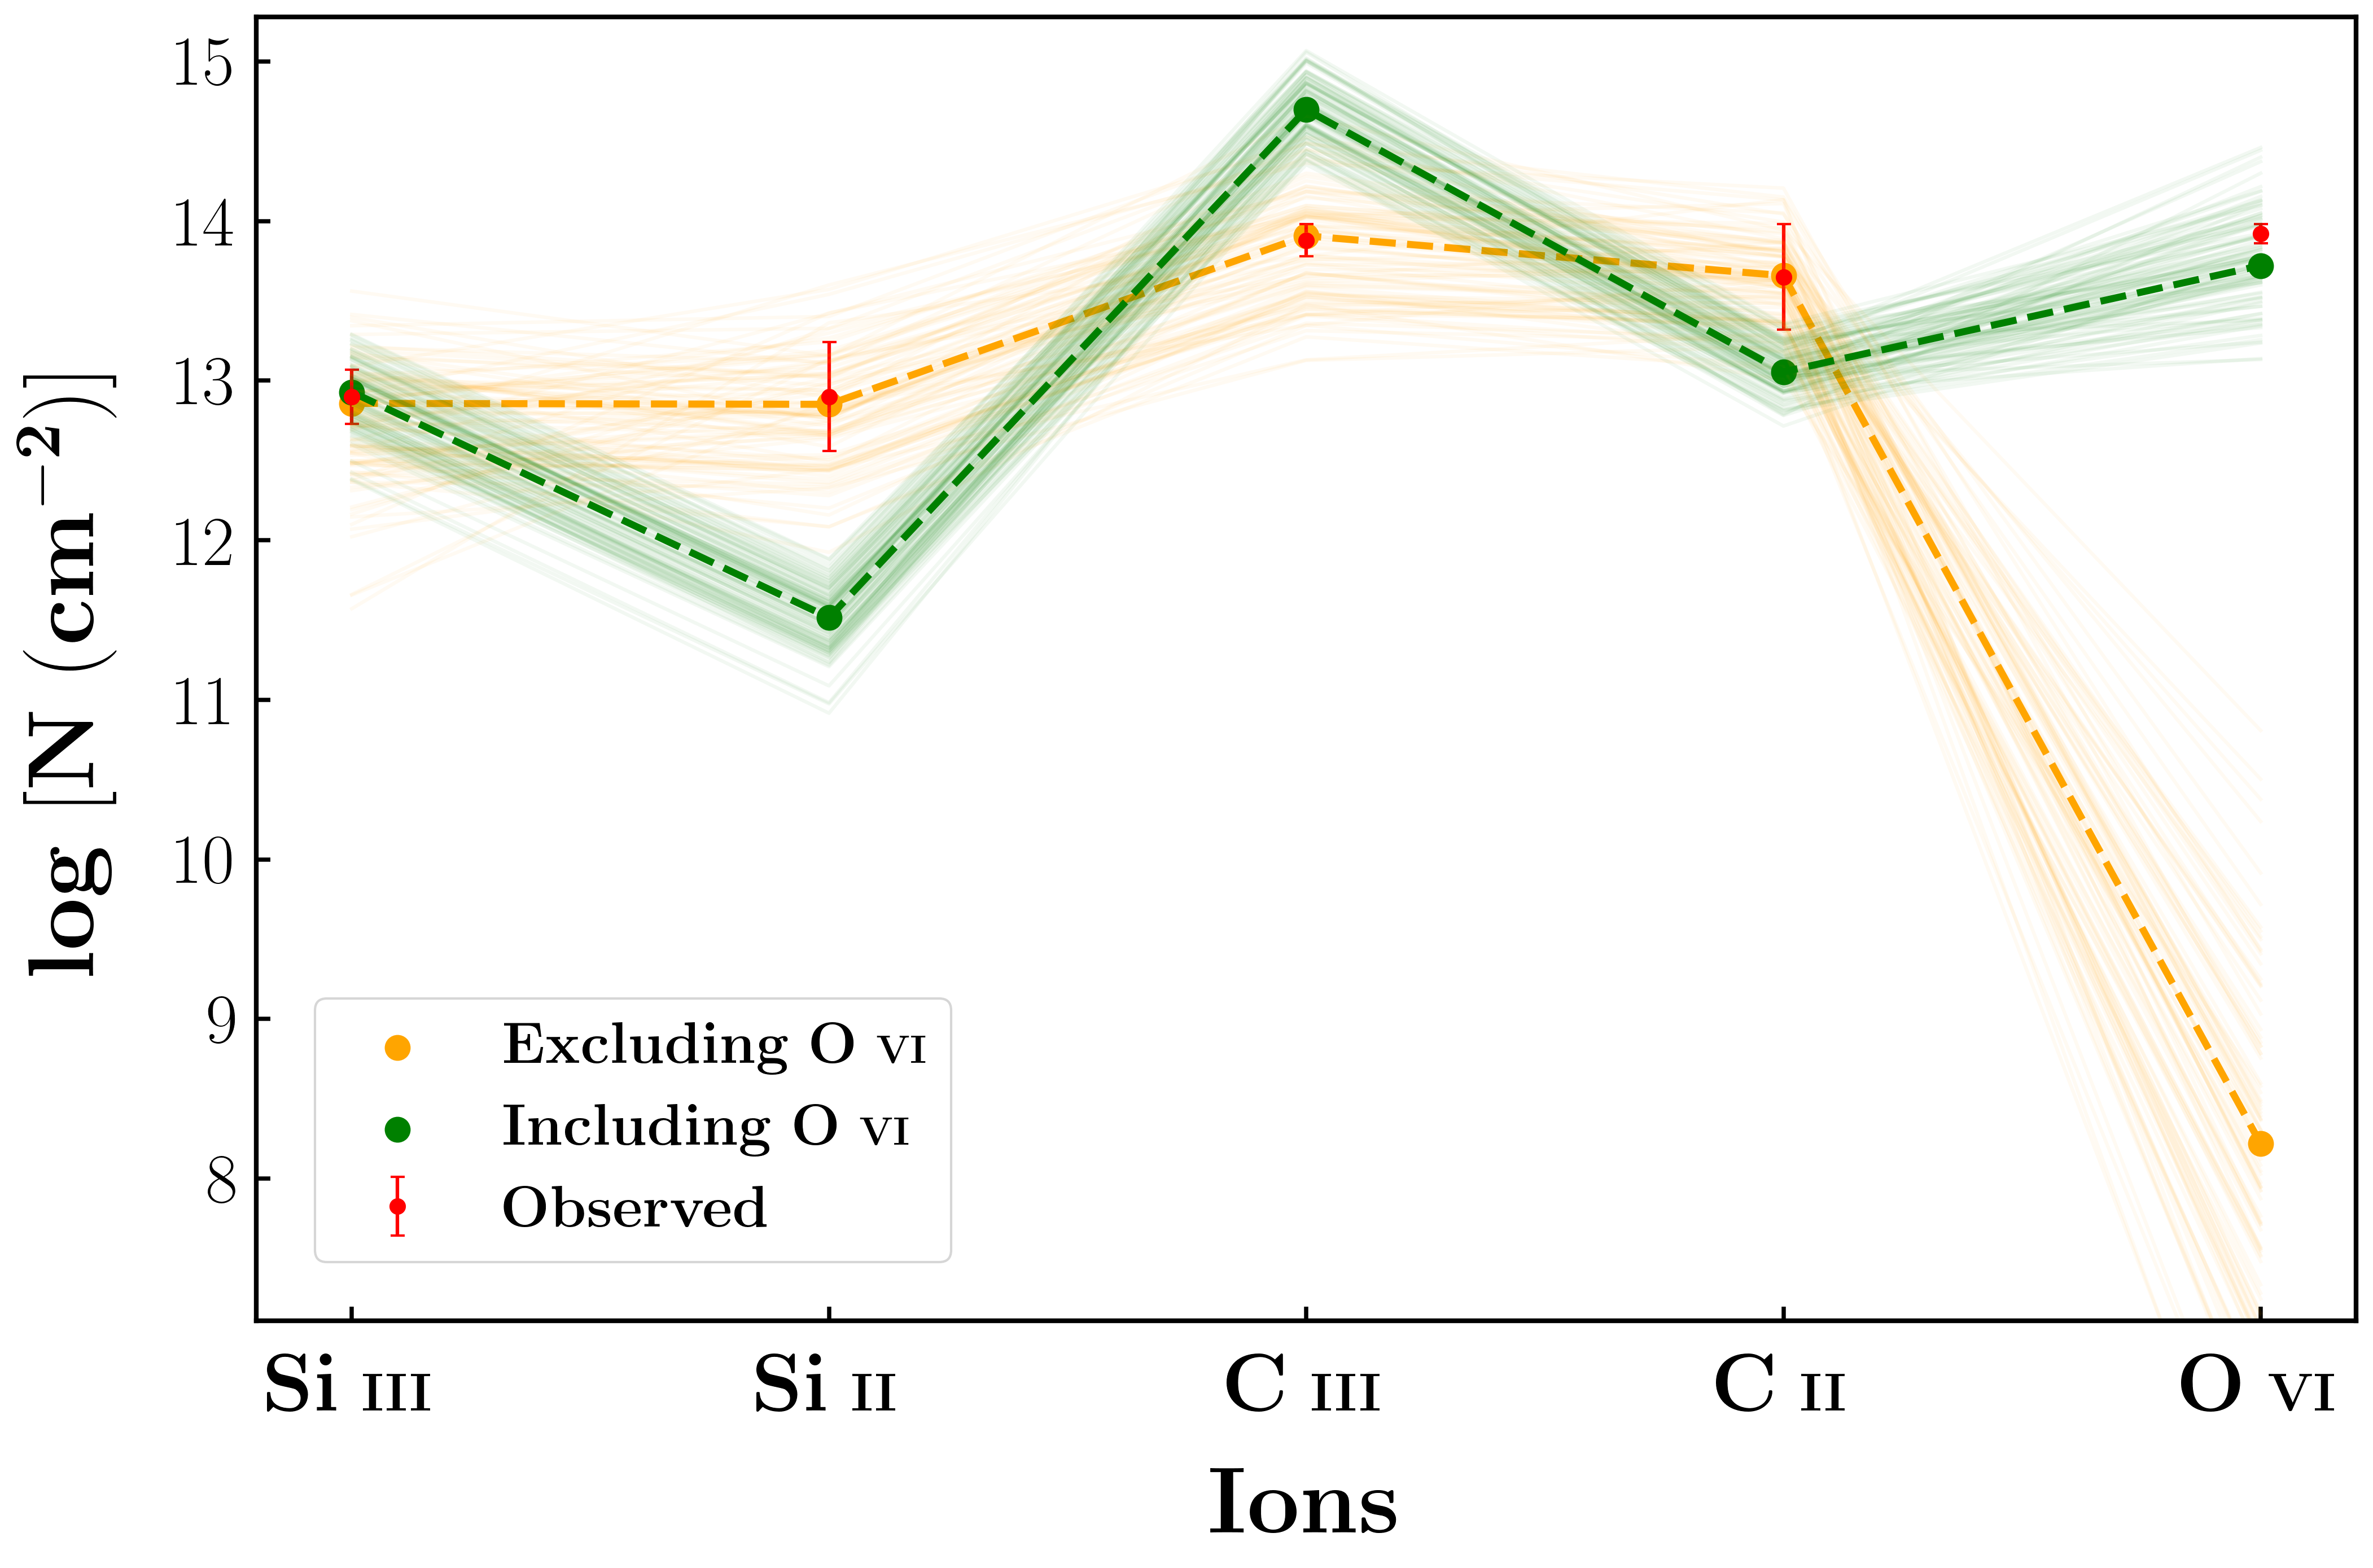 log [N (cm⁻²)]
15
14
13
12
11
10
9
8
Excluding O VI
Including O VI
Observed
Si III
Si II
C III
C II
O VI
Ions